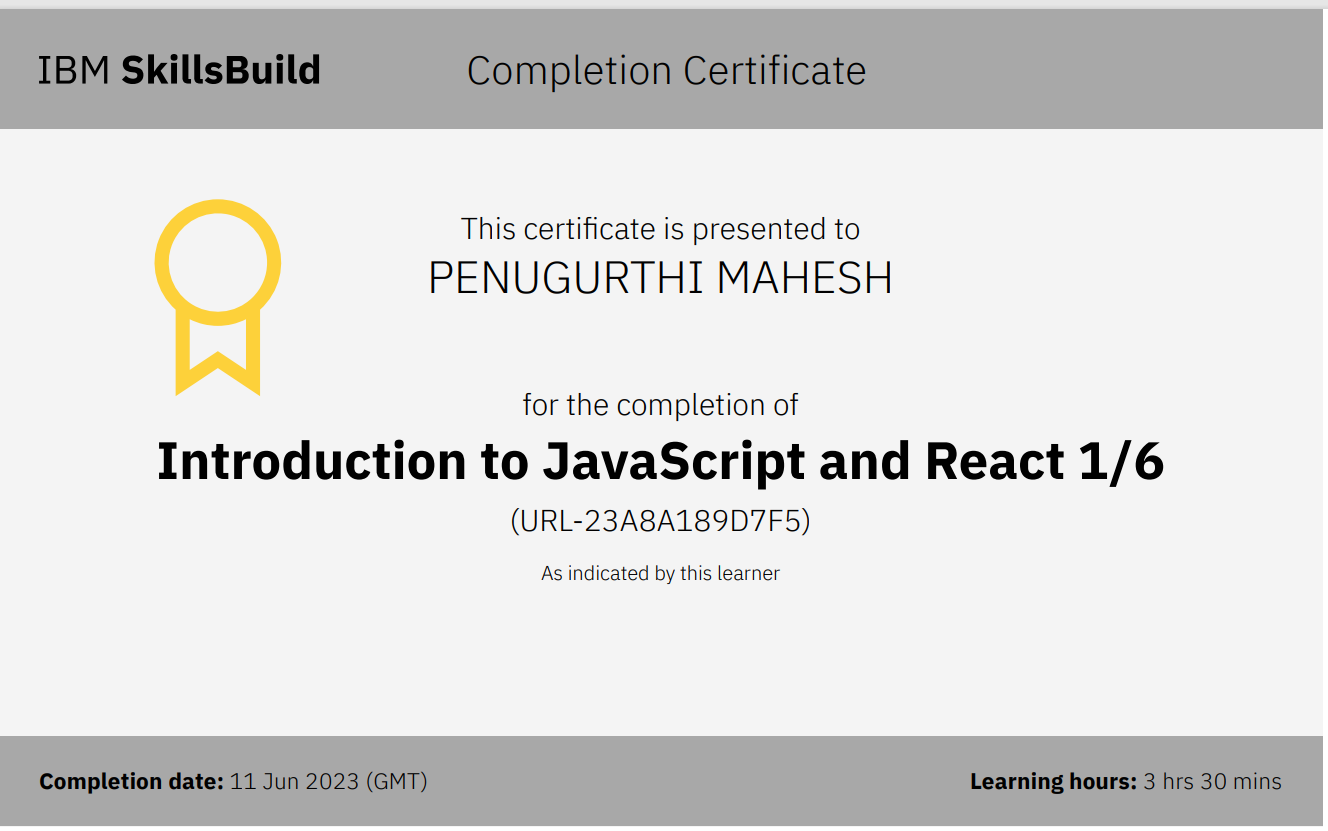 IBM SkillsBuild
Completion Certificate
This certificate is presented to
PENUGURTHI MAHESH
for the completion of
Introduction to JavaScript and React 1/6
(URL-23A8A189D7F5)
As indicated by this learner
Completion date: 11 Jun 2023 (GMT)
Learning hours: 3 hrs 30 mins